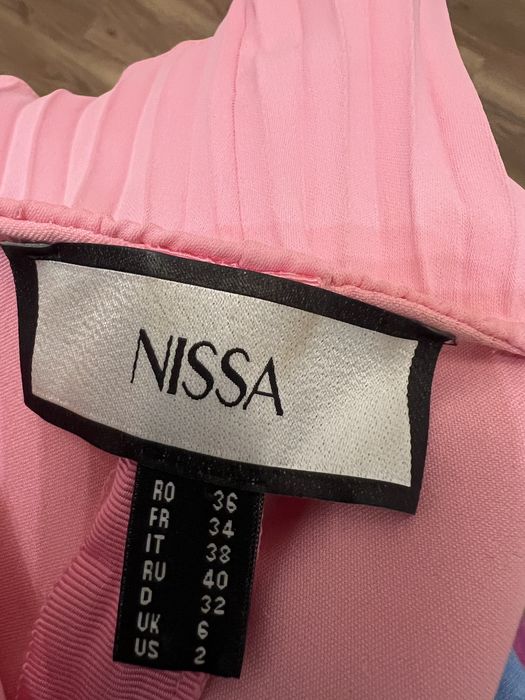 NISSA
RO 36
FR 34
IT 38
RU 40
D 32
UK 6
US 2